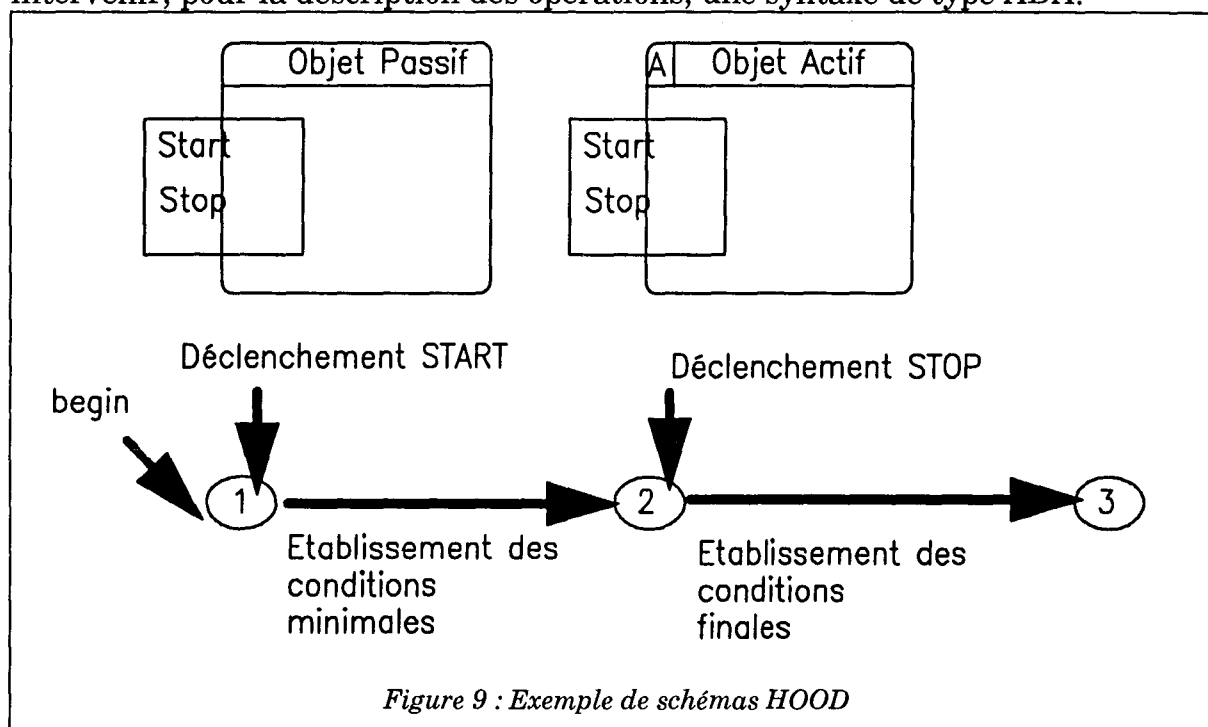 intervenir, pour la description des opérations, une syntaxe de type ADA.
Objet Passif
A Objet Actif
Start
Stop
Start
Stop
Déclenchement START
Déclenchement STOP
begin
1
2
3
Etablissement des
conditions
minimales
Etablissement des
conditions
finales
Figure 9 : Exemple de schémas HOOD